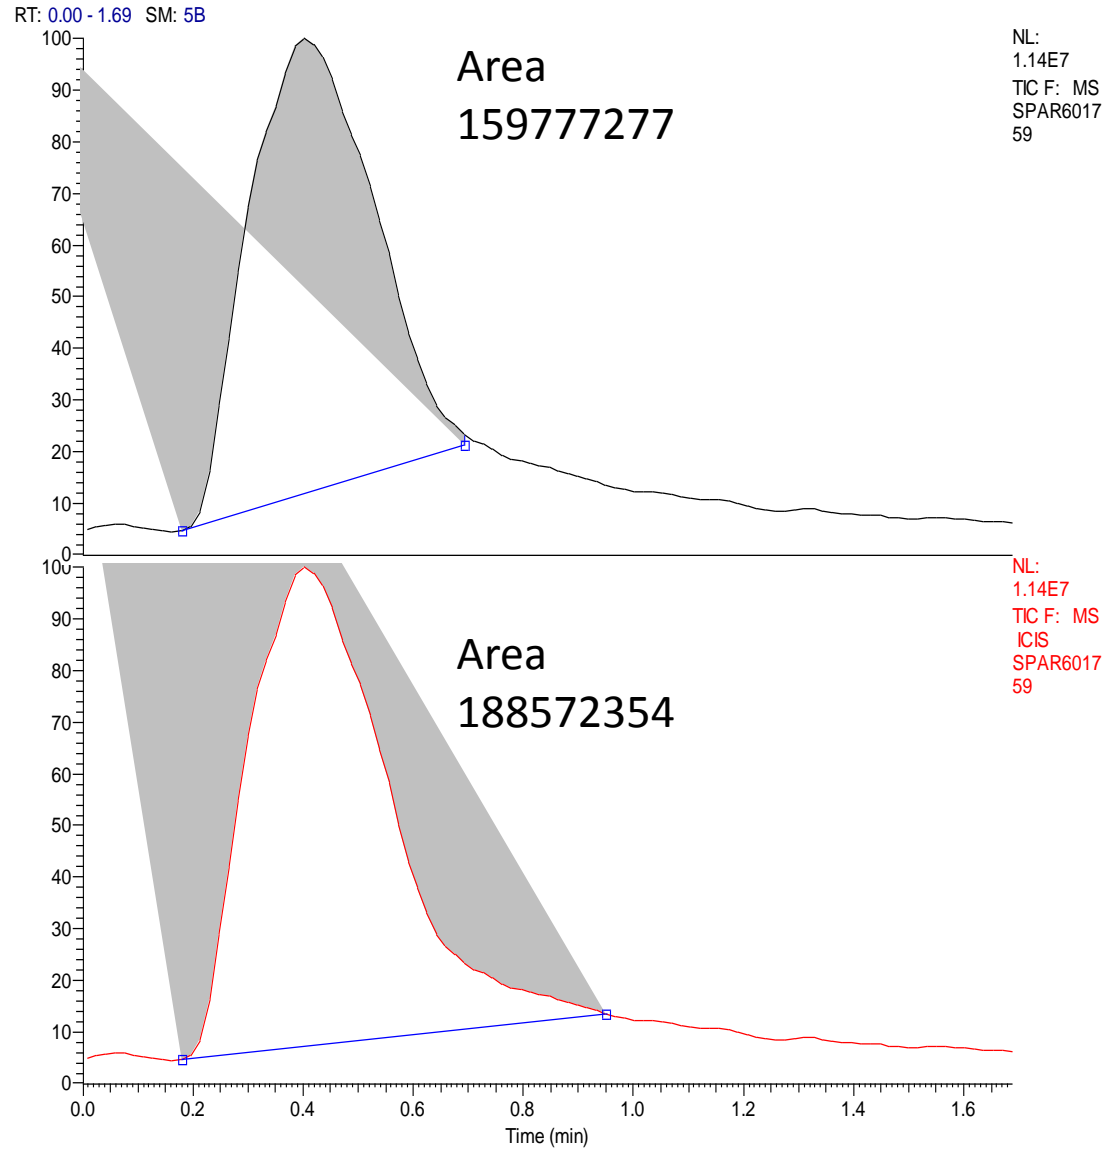 RT: 0.00 - 1.69 SM: 5B
NL:
1.14E7
TIC F: MS
SPAR6017
59
Area
159777277
100
90
80
70
60
50
40
30
20
10
0
NL:
1.14E7
TIC F: MS
ICIS
SPAR6017
59
Area
188572354
100
90
80
70
60
50
40
30
20
10
0
0.0 0.2 0.4 0.6 0.8 1.0 1.2 1.4 1.6
Time (min)